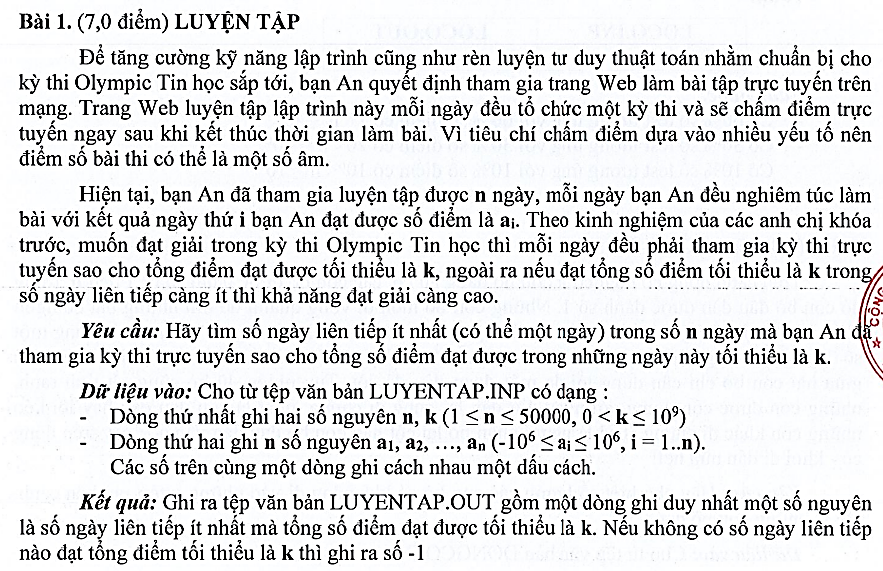 Bài 1. (7,0 điểm) LUYỆN TẬP
Để tăng cường kỹ năng lập trình cũng như rèn luyện tư duy thuật toán nhằm chuẩn bị cho
kỳ thi Olympic Tin học sắp tới, bạn An quyết định tham gia trang Web làm bài tập trực tuyến trên
mạng. Trang Web luyện tập lập trình này mỗi ngày đều tổ chức một kỳ thi và sẽ chấm điểm trực
tuyến ngay sau khi kết thúc thời gian làm bài. Vì tiêu chí chấm điểm dựa vào nhiều yếu tố nên
điểm số bài thi có thể là một số âm.
Hiện tại, bạn An đã tham gia luyện tập được n ngày, mỗi ngày bạn An đều nghiêm túc làm
bài với kết quả ngày thứ i bạn An đạt được số điểm là aᵢ. Theo kinh nghiệm của các anh chị khóa
trước, muốn đạt giải trong kỳ thi Olympic Tin học thì mỗi ngày đều phải tham gia kỳ thi trực
tuyến sao cho tổng điểm đạt được tối thiểu là k, ngoài ra nếu đạt tổng số điểm tối thiểu là k trong
số ngày liên tiếp càng ít thì khả năng đạt giải càng cao.
Yêu cầu: Hãy tìm số ngày liên tiếp ít nhất (có thể một ngày) trong số n ngày mà bạn An đã
tham gia kỳ thi trực tuyến sao cho tổng số điểm đạt được trong những ngày này tối thiểu là k.
Dữ liệu vào: Cho từ tệp văn bản LUYENTAP.INP có dạng :
- Dòng thứ nhất ghi hai số nguyên n, k (1 ≤ n ≤ 50000, 0 ≤ k ≤ 10⁹)
- Dòng thứ hai ghi n số nguyên a₁, a₂, …, aₙ (-10⁶ ≤ aᵢ ≤ 10⁶ , i = 1..n).
Các số trên cùng một dòng ghi cách nhau một dấu cách.
Kết quả: Ghi ra tệp văn bản LUYENTAP.OUT gồm một dòng ghi duy nhất một số nguyên
là số ngày liên tiếp ít nhất mà tổng số điểm đạt được tối thiểu là k. Nếu không có số ngày liên tiếp
nào đạt tổng điểm tối thiểu là k thì ghi ra số -1